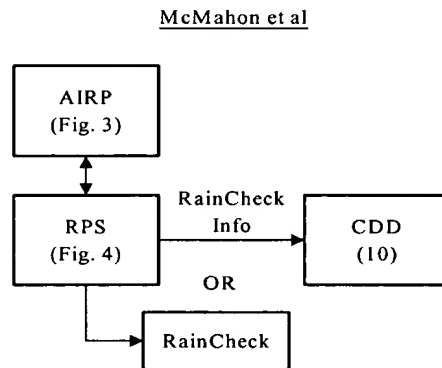 McMahon et al
AIRP
(Fig. 3)
RPS
(Fig. 4)
RainCheck
Info
CDD
(10)
OR
RainCheck